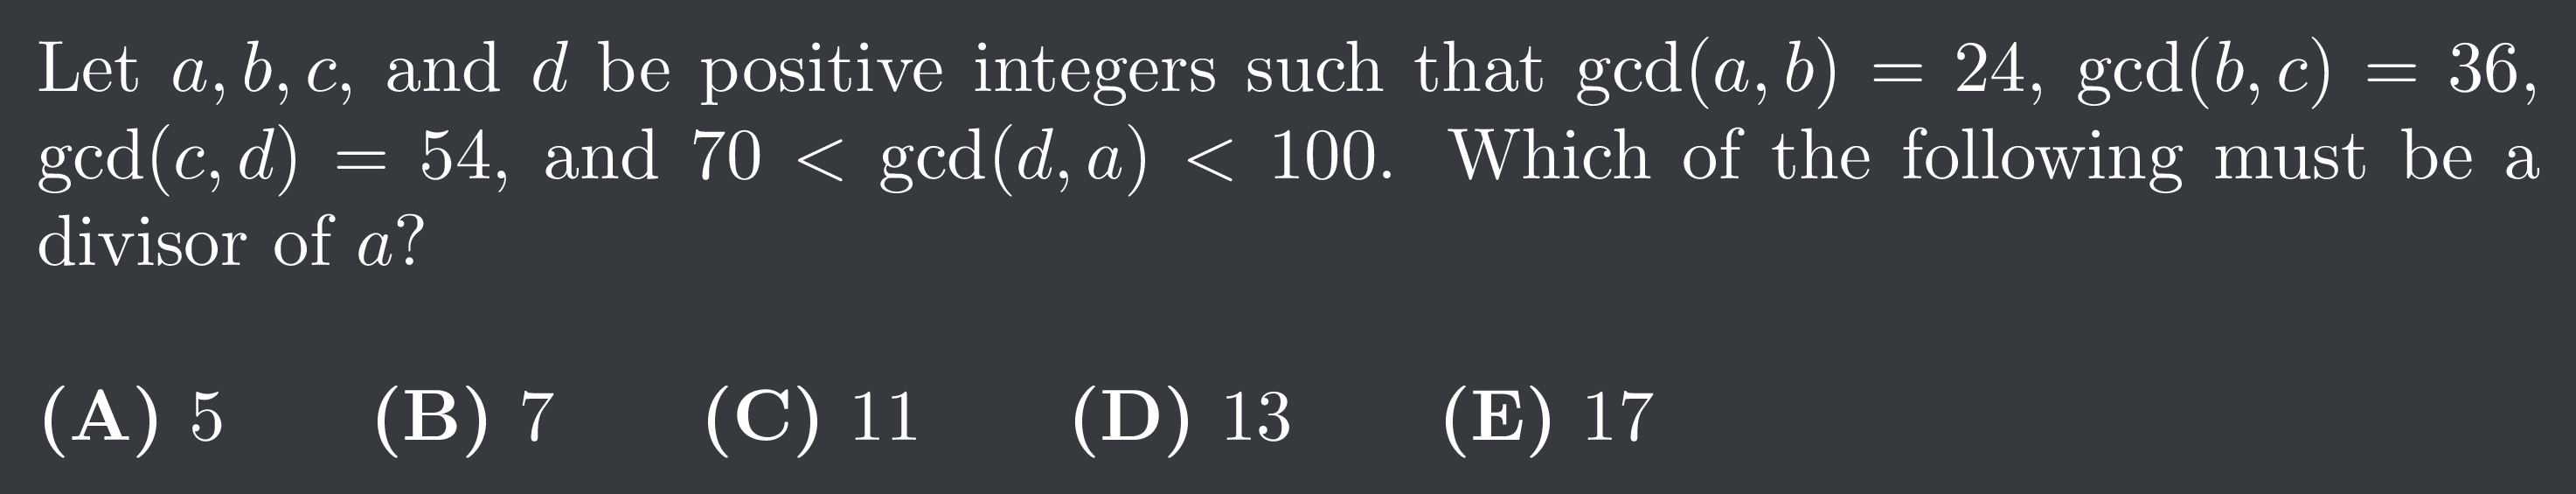 Let a, b, c, and d be positive integers such that gcd(a, b) = 24, gcd(b, c) = 36,
gcd(c, d) = 54, and 70 < gcd(d, a) < 100. Which of the following must be a
divisor of a?
(A) 5 (B) 7 (C) 11 (D) 13 (E) 17